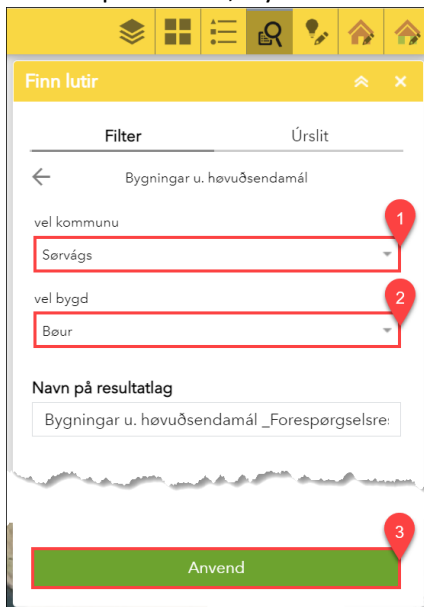 Finn lutir
Filter Úrslit
Bygningar u. høvuðsendamál
vel kommunu
1
Sørvágs
vel bygd
2
Bøur
Navn på resultatlag
Bygningar u. høvuðsendamál _Forespørgselsre
3
Anvend